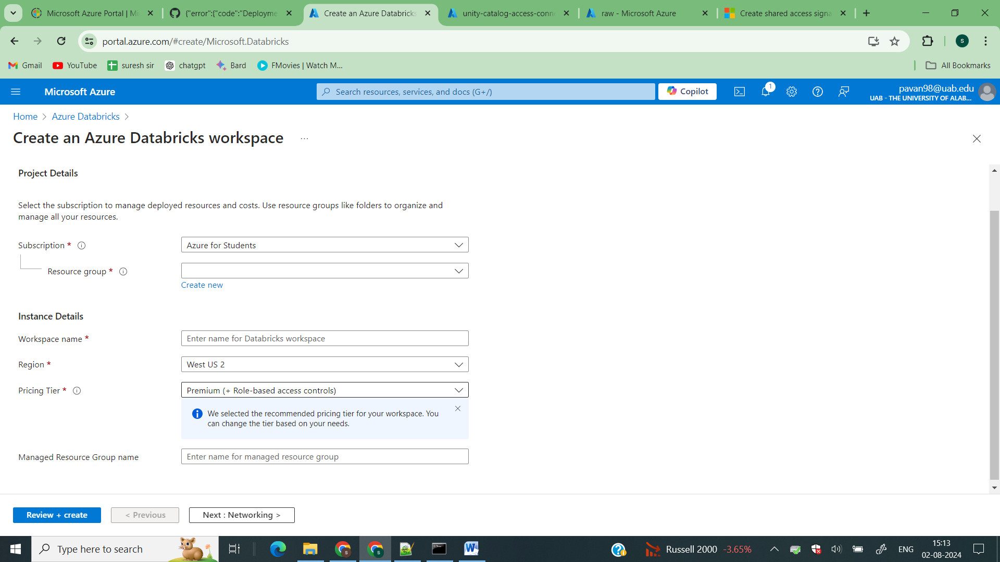 Microsoft Azure Portal | Mi
{"error":{"code":"Deployme
Create an Azure Databricks
unity-catalog-access-conn
raw - Microsoft Azure
Create shared access signa
portal.azure.com/#create/Microsoft.Databricks
S
Gmail
YouTube
suresh sir
chatgpt
Bard
FMovies | Watch M...
All Bookmarks
Microsoft Azure
Search resources, services, and docs (G+/)
Copilot
1
pavan98@uab.edu
UAB - THE UNIVERSITY OF ALAB...
Home > Azure Databricks >
Create an Azure Databricks workspace ...
Project Details
Select the subscription to manage deployed resources and costs. Use resource groups like folders to organize and
manage all your resources.
Subscription *
Azure for Students
Resource group *
Create new
Instance Details
Workspace name *
Enter name for Databricks workspace
Region *
West US 2
Pricing Tier *
Premium (+ Role-based access controls)
We selected the recommended pricing tier for your workspace. You
can change the tier based on your needs.
Managed Resource Group name
Enter name for managed resource group
Review + create
< Previous
Next : Networking >
Type here to search
Russell 2000 -3.65%
ENG
15:13
02-08-2024